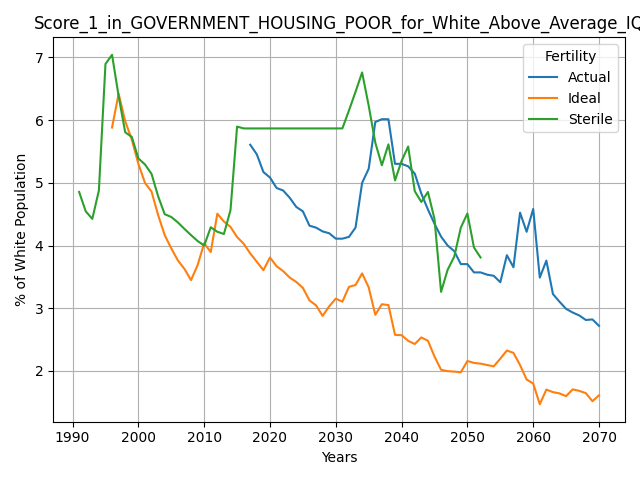 Score_1_in_GOVERNMENT_HOUSING_POOR_for_White_Above_Average_IQ
Fertility
Actual
Ideal
Sterile
% of White Population
7
6
5
4
3
2
1990 2000 2010 2020 2030 2040 2050 2060 2070
Years